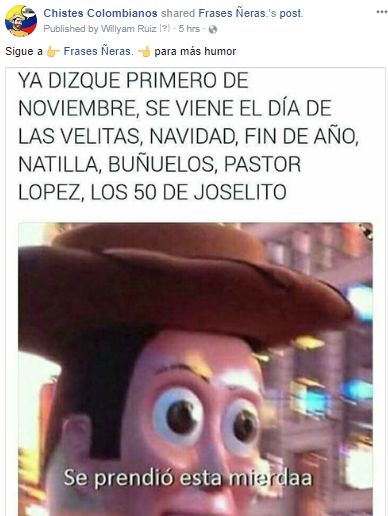 Chistes Colombianos shared Frases Ñeras.'s post.
Published by Willyam Ruiz [?] · 5 hrs ·
Sigue a 👉 Frases Ñeras. 👈 para más humor
YA DIZQUE PRIMERO DE
NOVIEMBRE, SE VIENE EL DÍA DE
LAS VELITAS, NAVIDAD, FIN DE AÑO,
NATILLA, BUÑUELOS, PASTOR
LOPEZ, LOS 50 DE JOSELITO
Se prendió esta mierdaa